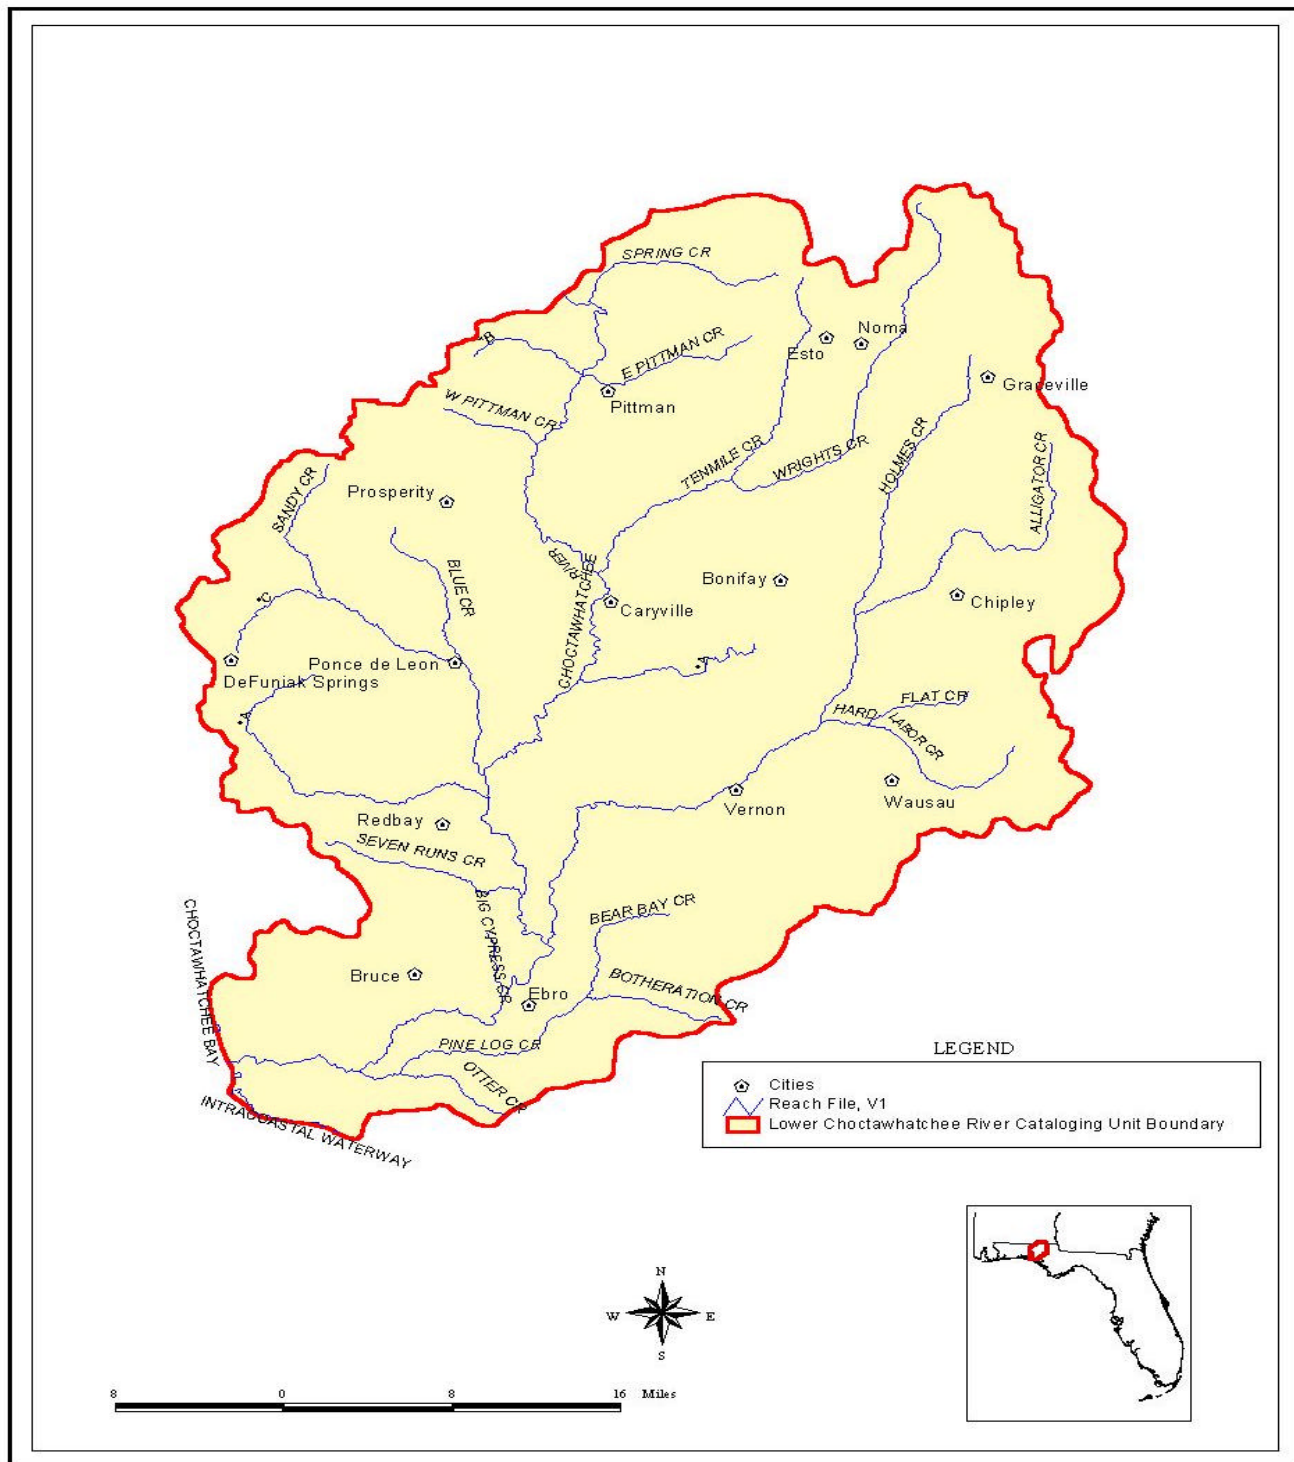 SPRING CR
Noma
Esto
*B
E PITTMAN CR
Graceville
W PITTMAN CR
Pittman
TENMILE CR
WRIGHTS CR
HOLMES CR
ALLIGATOR CR
SANDY CR
Prosperity
BLUE CR
CHOCTAWHATCHEE
RIVER
Bonifay
*C
Caryville
Chipley
Ponce de Leon
DeFuniak Springs
*A
*A
FLAT CR
HARD LABOR CR
Vernon
Wausau
Redbay
SEVEN RUNS CR
BIG CYPRESS CR
BEAR BAY CR
CHOCTAWHATCHEE BAY
Bruce
Ebro
BOTHERATION CR
PINE LOG CR
OTTER CR
INTRACOASTAL WATERWAY
LEGEND
Cities
Reach File, V1
Lower Choctawhatchee River Cataloging Unit Boundary
N
W E
S
8 0 8 16 Miles